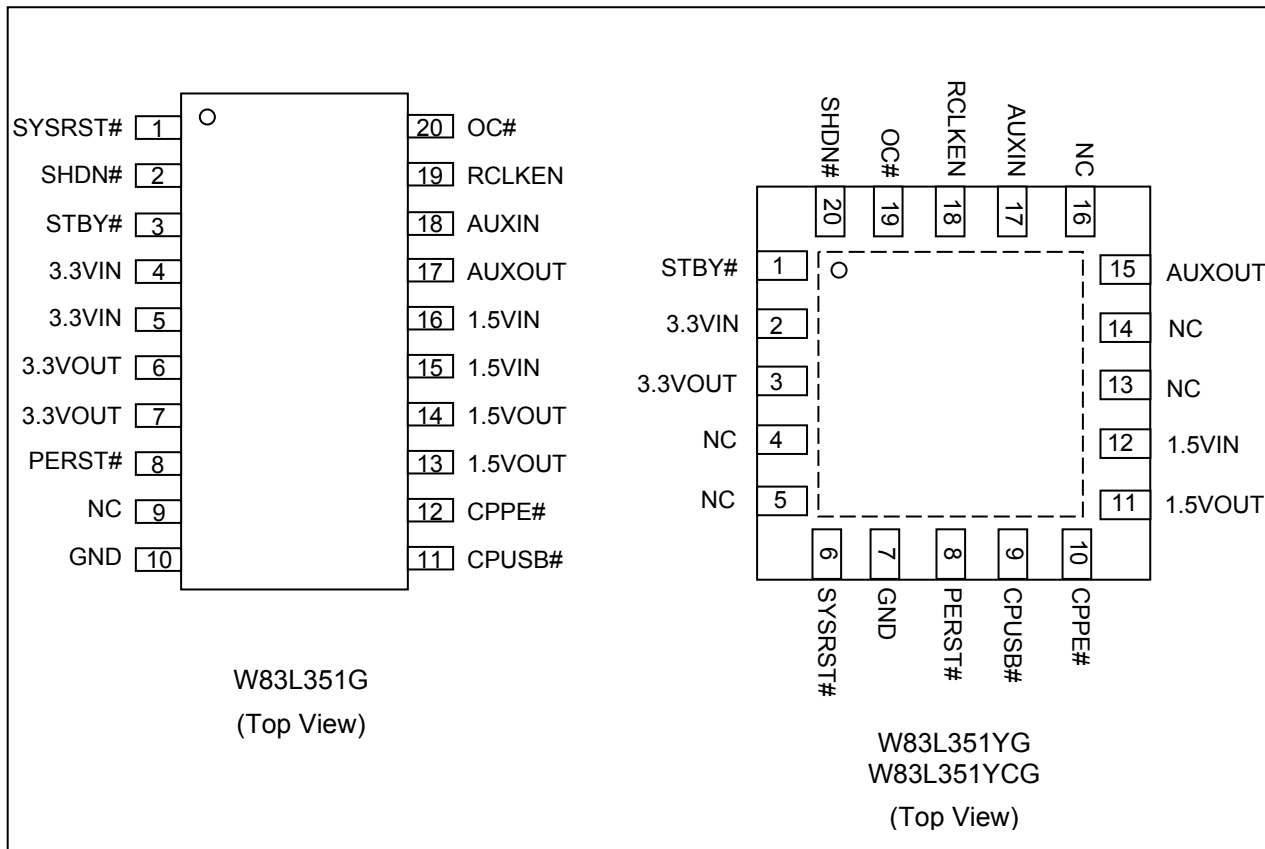 SYSRST# 1
SHDN# 2
STBY# 3
3.3VIN 4
3.3VIN 5
3.3VOUT 6
3.3VOUT 7
PERST# 8
NC 9
GND 10
20 OC#
19 RCLKEN
18 AUXIN
17 AUXOUT
16 1.5VIN
15 1.5VIN
14 1.5VOUT
13 1.5VOUT
12 CPPE#
11 CPUSB#
W83L351G
(Top View)
SHDN# 20
OC# 19
RCLKEN 18
AUXIN 17
NC 16
STBY# 1
3.3VIN 2
3.3VOUT 3
NC 4
NC 5
15 AUXOUT
14 NC
13 NC
12 1.5VIN
11 1.5VOUT
6 SYSRST#
7 GND
8 PERST#
9 CPUSB#
10 CPPE#
W83L351YG
W83L351YCG
(Top View)